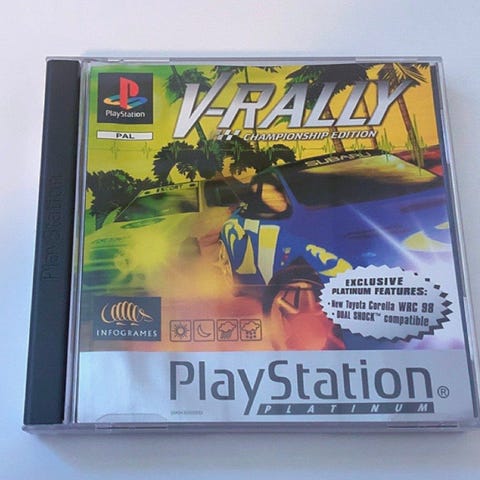 V-RALLY
CHAMPIONSHIP EDITION
PAL
SUBARU
EXCLUSIVE
PLATINUM FEATURES:
• New Toyota Corolla WRC 98
• DUAL SHOCK™ compatible
INFOGRAMES
PlayStation®
PLATINUM
PlayStation